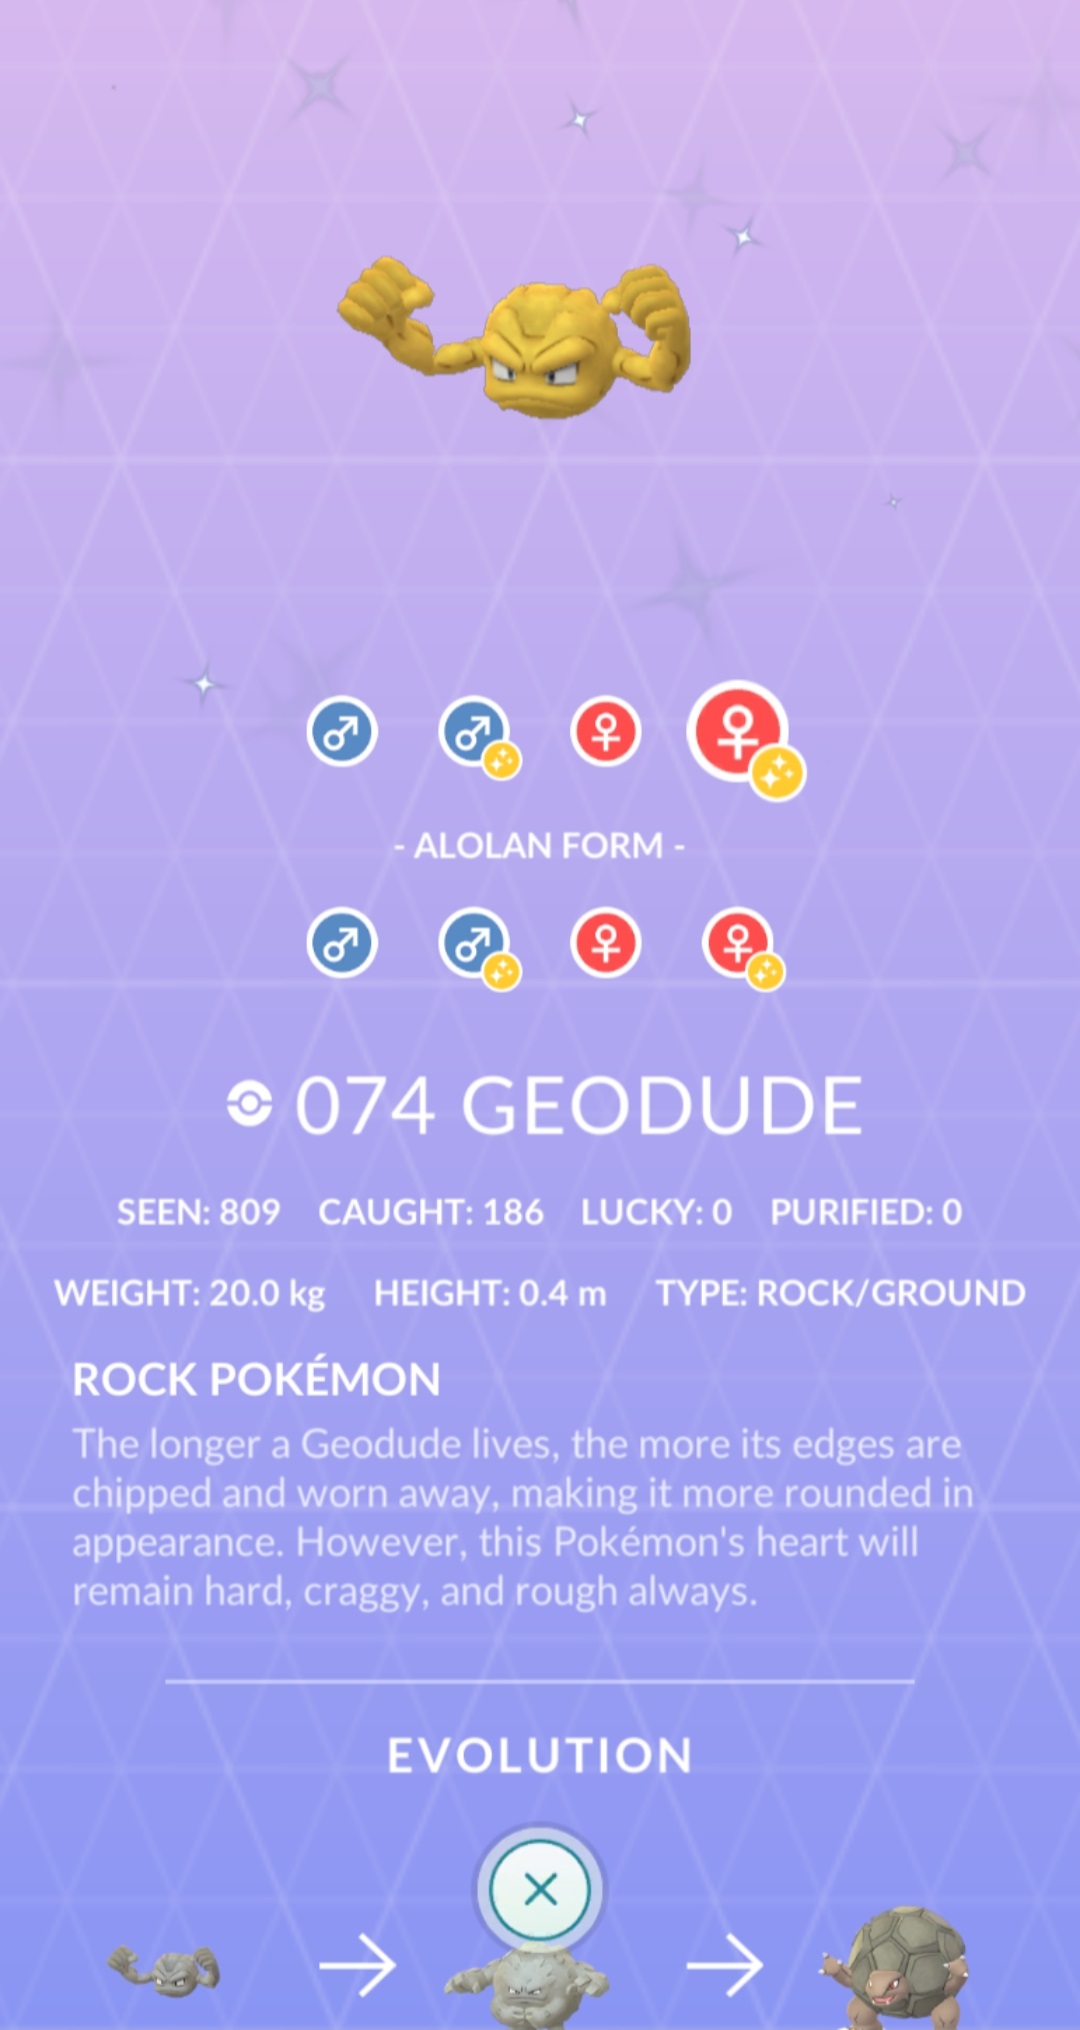 - ALOLAN FORM -
074 GEODUDE
SEEN: 809 CAUGHT: 186 LUCKY: 0 PURIFIED: 0
WEIGHT: 20.0 kg HEIGHT: 0.4 m TYPE: ROCK/GROUND
ROCK POKÉMON
The longer a Geodude lives, the more its edges are
chipped and worn away, making it more rounded in
appearance. However, this Pokémon's heart will
remain hard, craggy, and rough always.
EVOLUTION